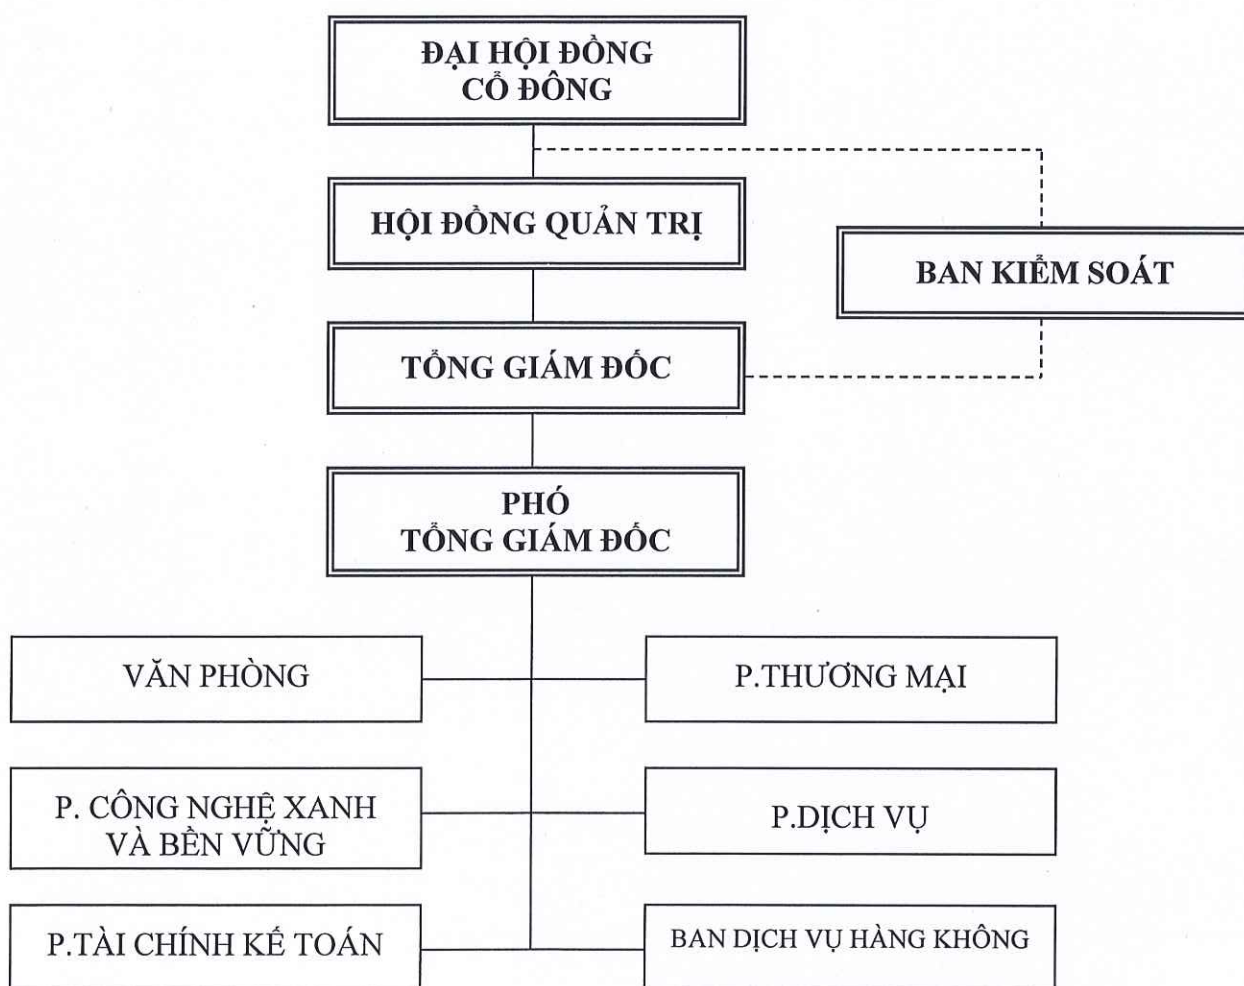 ĐẠI HỘI ĐỒNG
CỔ ĐÔNG
HỘI ĐỒNG QUẢN TRỊ
BAN KIỂM SOÁT
TỔNG GIÁM ĐỐC
PHÓ
TỔNG GIÁM ĐỐC
VĂN PHÒNG
P.THƯƠNG MẠI
P. CÔNG NGHỆ XANH
VÀ BỀN VỮNG
P.DỊCH VỤ
P.TÀI CHÍNH KẾ TOÁN
BAN DỊCH VỤ HÀNG KHÔNG